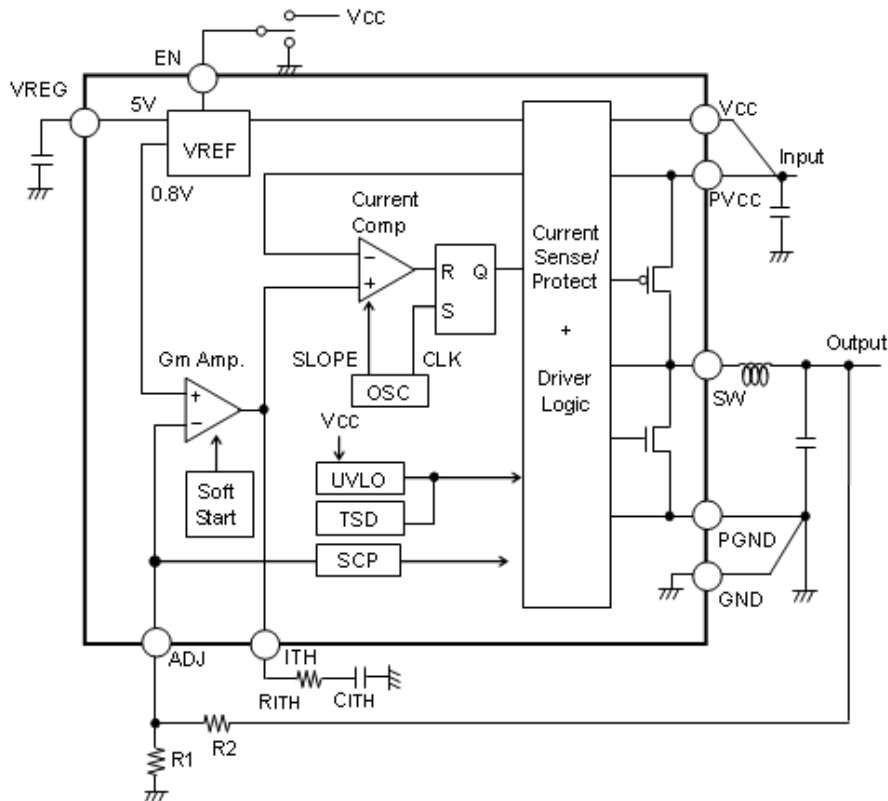 VCC
EN
VREG
5V
VCC
VREF
Input
0.8V
PVCC
Current
Comp
Current
Sense/
Protect
+
Driver
Logic
−
+
R
Q
S
SLOPE
CLK
Output
Gm Amp.
OSC
SW
+
−
VCC
UVLO
Soft
Start
TSD
PGND
SCP
GND
ADJ
ITH
RITH
CITH
R2
R1